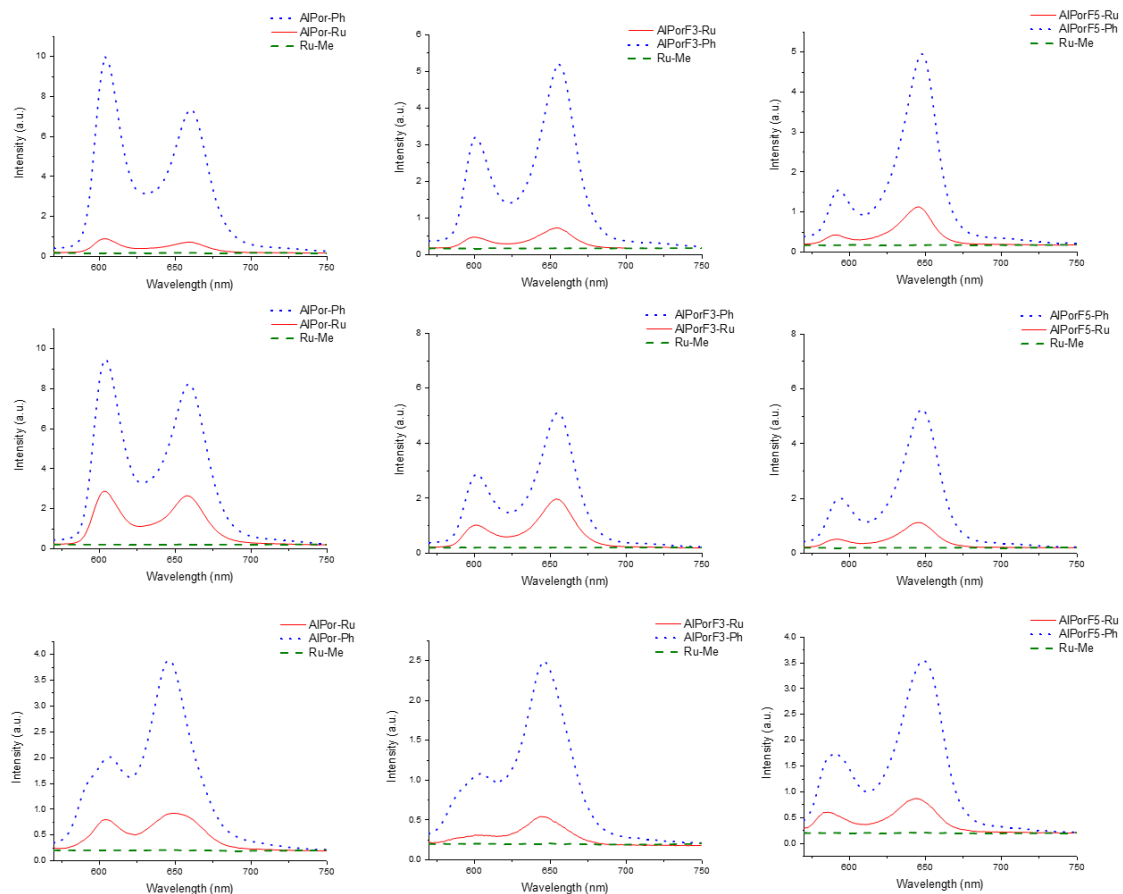 AlPor-Ph
AlPor-Ru
Ru-Me
10
8
6
4
2
0
Intensity (a.u.)
600
650
700
750
Wavelength (nm)
AlPorF3-Ru
AlPorF3-Ph
Ru-Me
6
5
4
3
2
1
0
Intensity (a.u.)
600
650
700
750
Wavelength (nm)
AlPorF5-Ru
AlPorF5-Ph
Ru-Me
5
4
3
2
1
0
Intensity (a.u.)
600
650
700
750
Wavelength (nm)
AlPor-Ph
AlPor-Ru
Ru-Me
10
8
6
4
2
0
Intensity (a.u.)
600
650
700
750
Wavelength (nm)
AlPorF3-Ph
AlPorF3-Ru
Ru-Me
8
6
4
2
0
Intensity (a.u.)
600
650
700
750
Wavelength (nm)
AlPorF5-Ph
AlPorF5-Ru
Ru-Me
8
6
4
2
0
Intensity (a.u.)
600
650
700
750
Wavelength (nm)
AlPor-Ru
AlPor-Ph
Ru-Me
4.0
3.5
3.0
2.5
2.0
1.5
1.0
0.5
0.0
Intensity (a.u.)
600
650
700
750
Wavelength (nm)
AlPorF3-Ru
AlPorF3-Ph
Ru-Me
2.5
2.0
1.5
1.0
0.5
0.0
Intensity (a.u.)
600
650
700
750
Wavelength (nm)
AlPorF5-Ru
AlPorF5-Ph
Ru-Me
4.0
3.5
3.0
2.5
2.0
1.5
1.0
0.5
0.0
Intensity (a.u.)
600
650
700
750
Wavelength (nm)